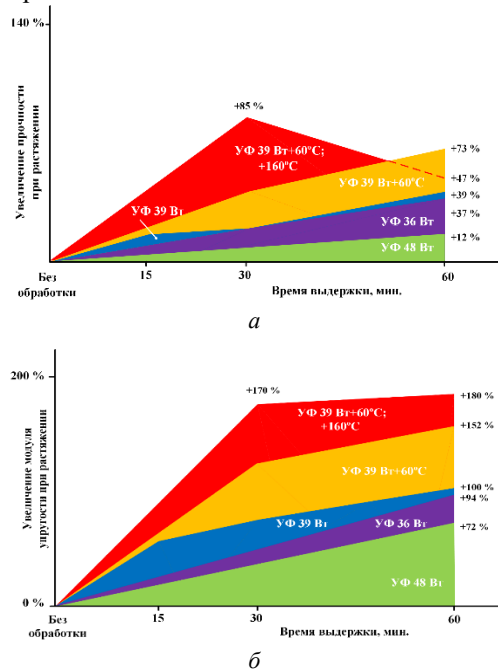 140 %
Увеличение прочности
при растяжении
+85 %
УФ 39 Вт+60°С;
+160°С
+73 %
УФ 39 Вт+60°С
+47 %
УФ 39 Вт
+39 %
УФ 36 Вт
+37 %
+12 %
УФ 48 Вт
Без
обработки
15
30
Время выдержки, мин.
60
а
200 %
Увеличение модуля
упругости при растяжении
+170 %
+180 %
УФ 39 Вт+60°С;
+160°С
+152 %
УФ 39 Вт+60°С
+100 %
+94 %
УФ 39 Вт
УФ 36 Вт
+72 %
УФ 48 Вт
0 %
Без
обработки
15
30
Время выдержки, мин.
60
б